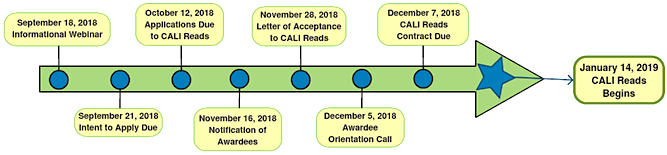 September 18, 2018
Informational Webinar
September 21, 2018
Intent to Apply Due
October 12, 2018
Applications Due
to CALI Reads
November 16, 2018
Notification of
Awardees
November 28, 2018
Letter of Acceptance
to CALI Reads
December 5, 2018
Awardee
Orientation Call
December 7, 2018
CALI Reads
Contract Due
January 14, 2019
CALI Reads
Begins